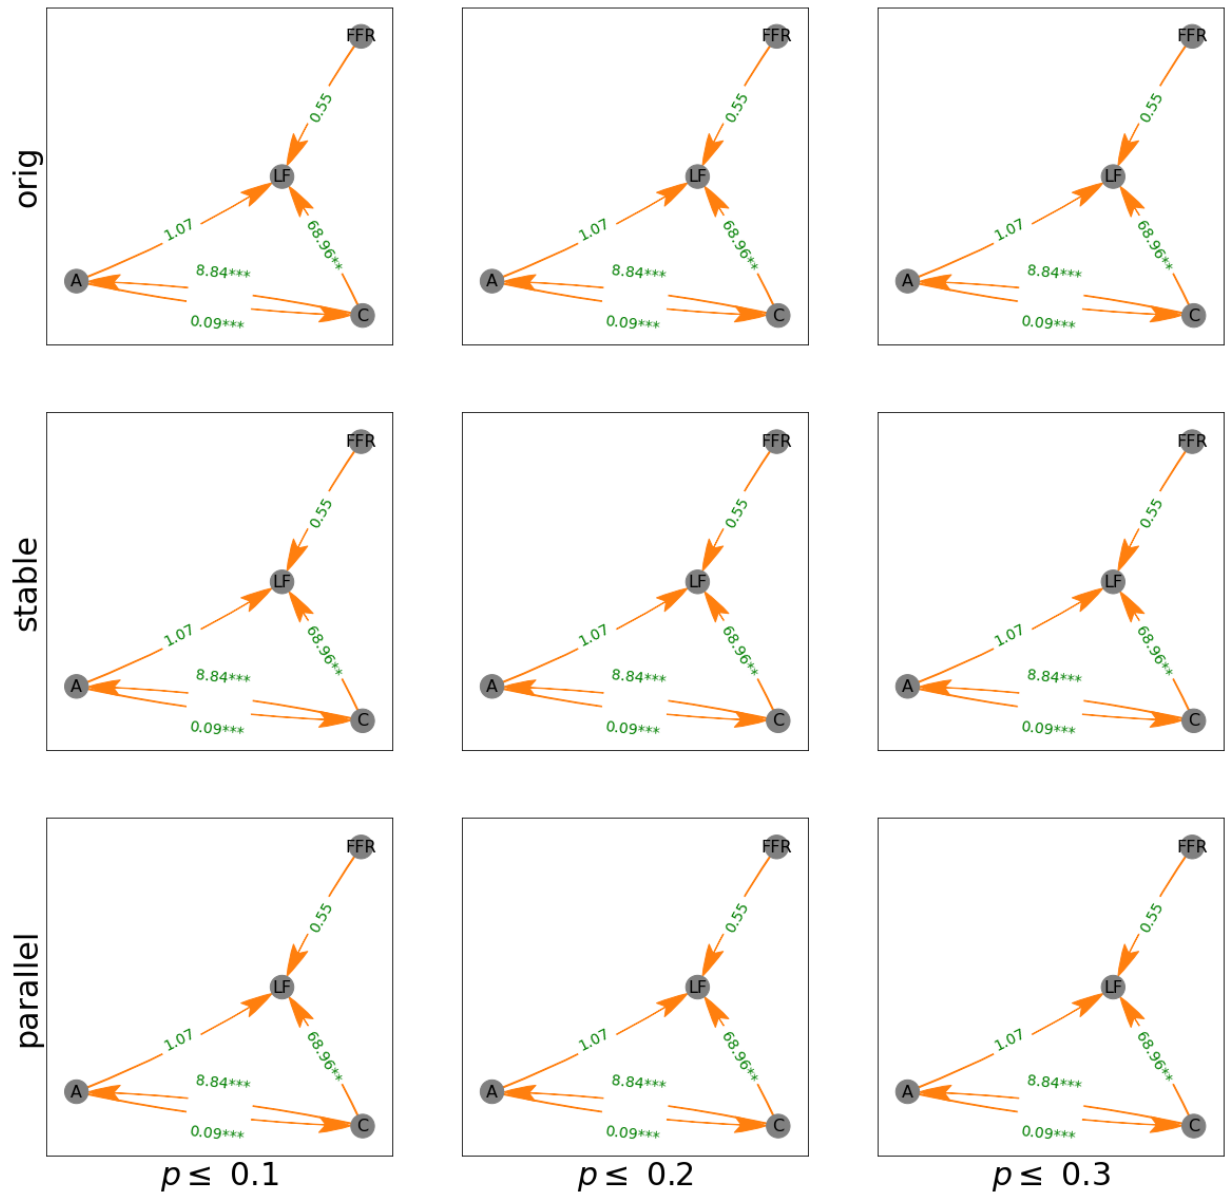 FFR FFR FFR
0.55 0.55 0.55
orig
LF LF LF
1.07 68.96** 1.07 68.96** 1.07 68.96**
8.84*** 8.84*** 8.84***
A A A
0.09*** C 0.09*** C 0.09*** C
FFR FFR FFR
0.55 0.55 0.55
stable
LF LF LF
1.07 68.96** 1.07 68.96** 1.07 68.96**
8.84*** 8.84*** 8.84***
A A A
0.09*** C 0.09*** C 0.09*** C
FFR FFR FFR
0.55 0.55 0.55
parallel
LF LF LF
1.07 68.96** 1.07 68.96** 1.07 68.96**
8.84*** 8.84*** 8.84***
A A A
0.09*** C 0.09*** C 0.09*** C
p ≤ 0.1 p ≤ 0.2 p ≤ 0.3